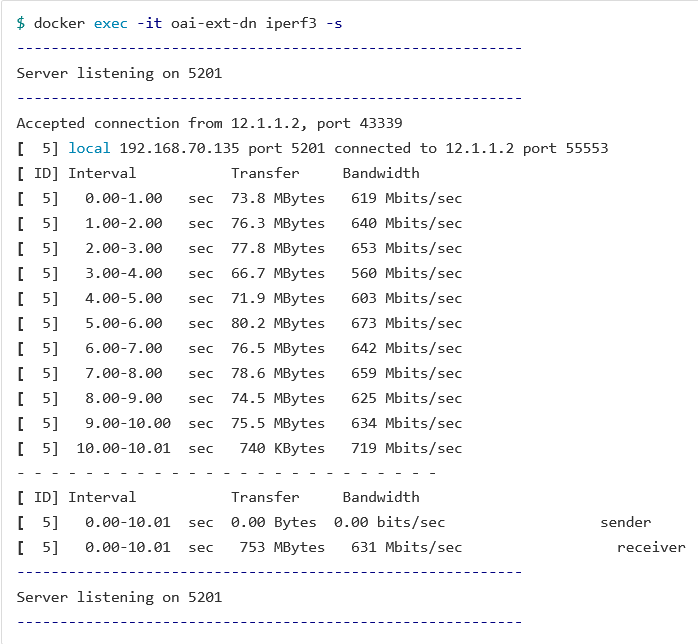 $ docker exec -it oai-ext-dn iperf3 -s
-----------------------------------------------------------
Server listening on 5201
-----------------------------------------------------------
Accepted connection from 12.1.1.2, port 43339
[  5] local 192.168.70.135 port 5201 connected to 12.1.1.2 port 55553
[ ID] Interval           Transfer     Bandwidth
[  5]   0.00-1.00   sec  73.8 MBytes   619 Mbits/sec
[  5]   1.00-2.00   sec  76.3 MBytes   640 Mbits/sec
[  5]   2.00-3.00   sec  77.8 MBytes   653 Mbits/sec
[  5]   3.00-4.00   sec  66.7 MBytes   560 Mbits/sec
[  5]   4.00-5.00   sec  71.9 MBytes   603 Mbits/sec
[  5]   5.00-6.00   sec  80.2 MBytes   673 Mbits/sec
[  5]   6.00-7.00   sec  76.5 MBytes   642 Mbits/sec
[  5]   7.00-8.00   sec  78.6 MBytes   659 Mbits/sec
[  5]   8.00-9.00   sec  74.5 MBytes   625 Mbits/sec
[  5]   9.00-10.00  sec  75.5 MBytes   634 Mbits/sec
[  5]  10.00-10.01  sec   740 KBytes   719 Mbits/sec
- - - - - - - - - - - - - - - - - - - - - - - - -
[ ID] Interval           Transfer     Bandwidth
[  5]   0.00-10.01  sec  0.00 Bytes  0.00 bits/sec                  sender
[  5]   0.00-10.01  sec   753 MBytes   631 Mbits/sec                  receiver
-----------------------------------------------------------
Server listening on 5201
-----------------------------------------------------------